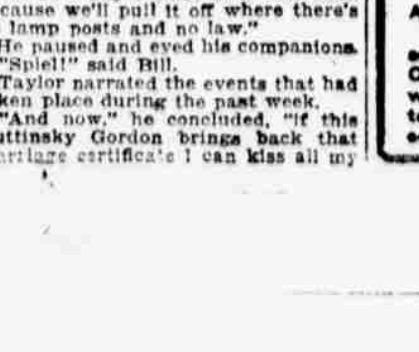 cause we'll pull it off where there's
lamp posts and no law."
He paused and eyed his companions.
"Spiel!" said Bill.
Taylor narrated the events that had
ken place during the past week.
"And now," he concluded, "if this
uttinsky Gordon brings back that
arriage certificate I can kiss all my